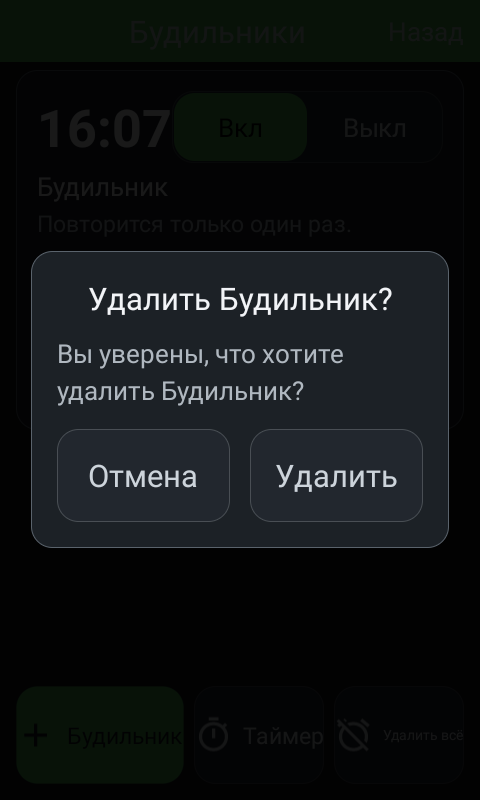 Будильники
Назад
16:07
Вкл
Выкл
Будильник
Повторится только один раз.
Удалить Будильник?
Вы уверены, что хотите
удалить Будильник?
Отмена
Удалить
Будильник
Таймер
Удалить всё